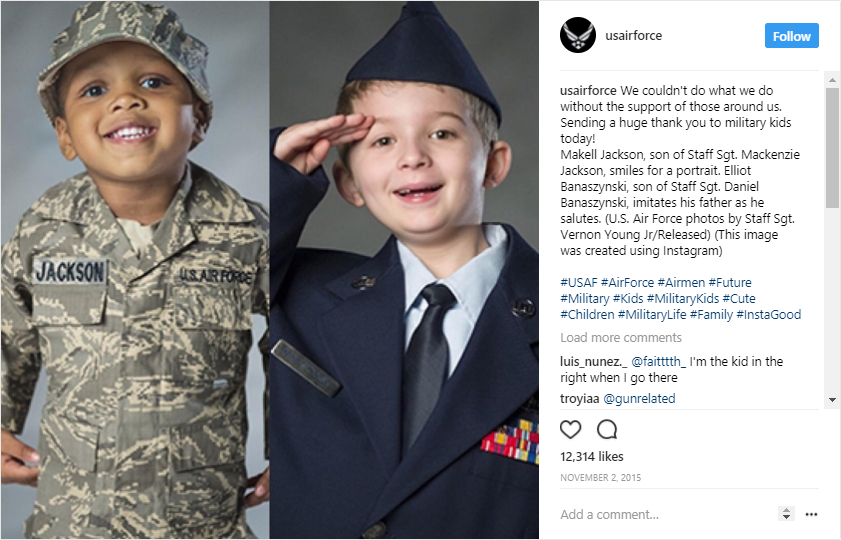 usairforce
Follow
usairforce We couldn't do what we do
without the support of those around us.
Sending a huge thank you to military kids
today!
Makell Jackson, son of Staff Sgt. Mackenzie
Jackson, smiles for a portrait. Elliot
Banaszynski, son of Staff Sgt. Daniel
Banaszynski, imitates his father as he
salutes. (U.S. Air Force photos by Staff Sgt.
Vernon Young Jr/Released) (This image
was created using Instagram)
#USAF #AirForce #Airmen #Future
#Military #Kids #MilitaryKids #Cute
#Children #MilitaryLife #Family #InstaGood
Load more comments
luis_nunez._ @faitttth_ I'm the kid in the
right when I go there
troyiaa @gunrelated
12,314 likes
NOVEMBER 2, 2015
Add a comment...
JACKSON
U.S. AIR FORCE